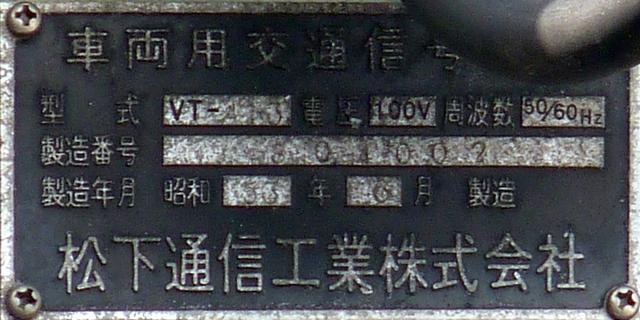 車両用交通信号
型式 VT- 電圧 100V 周波数 50/60Hz
製造番号 801002
製造年月 昭和 年 月 製造
松下通信工業株式会社